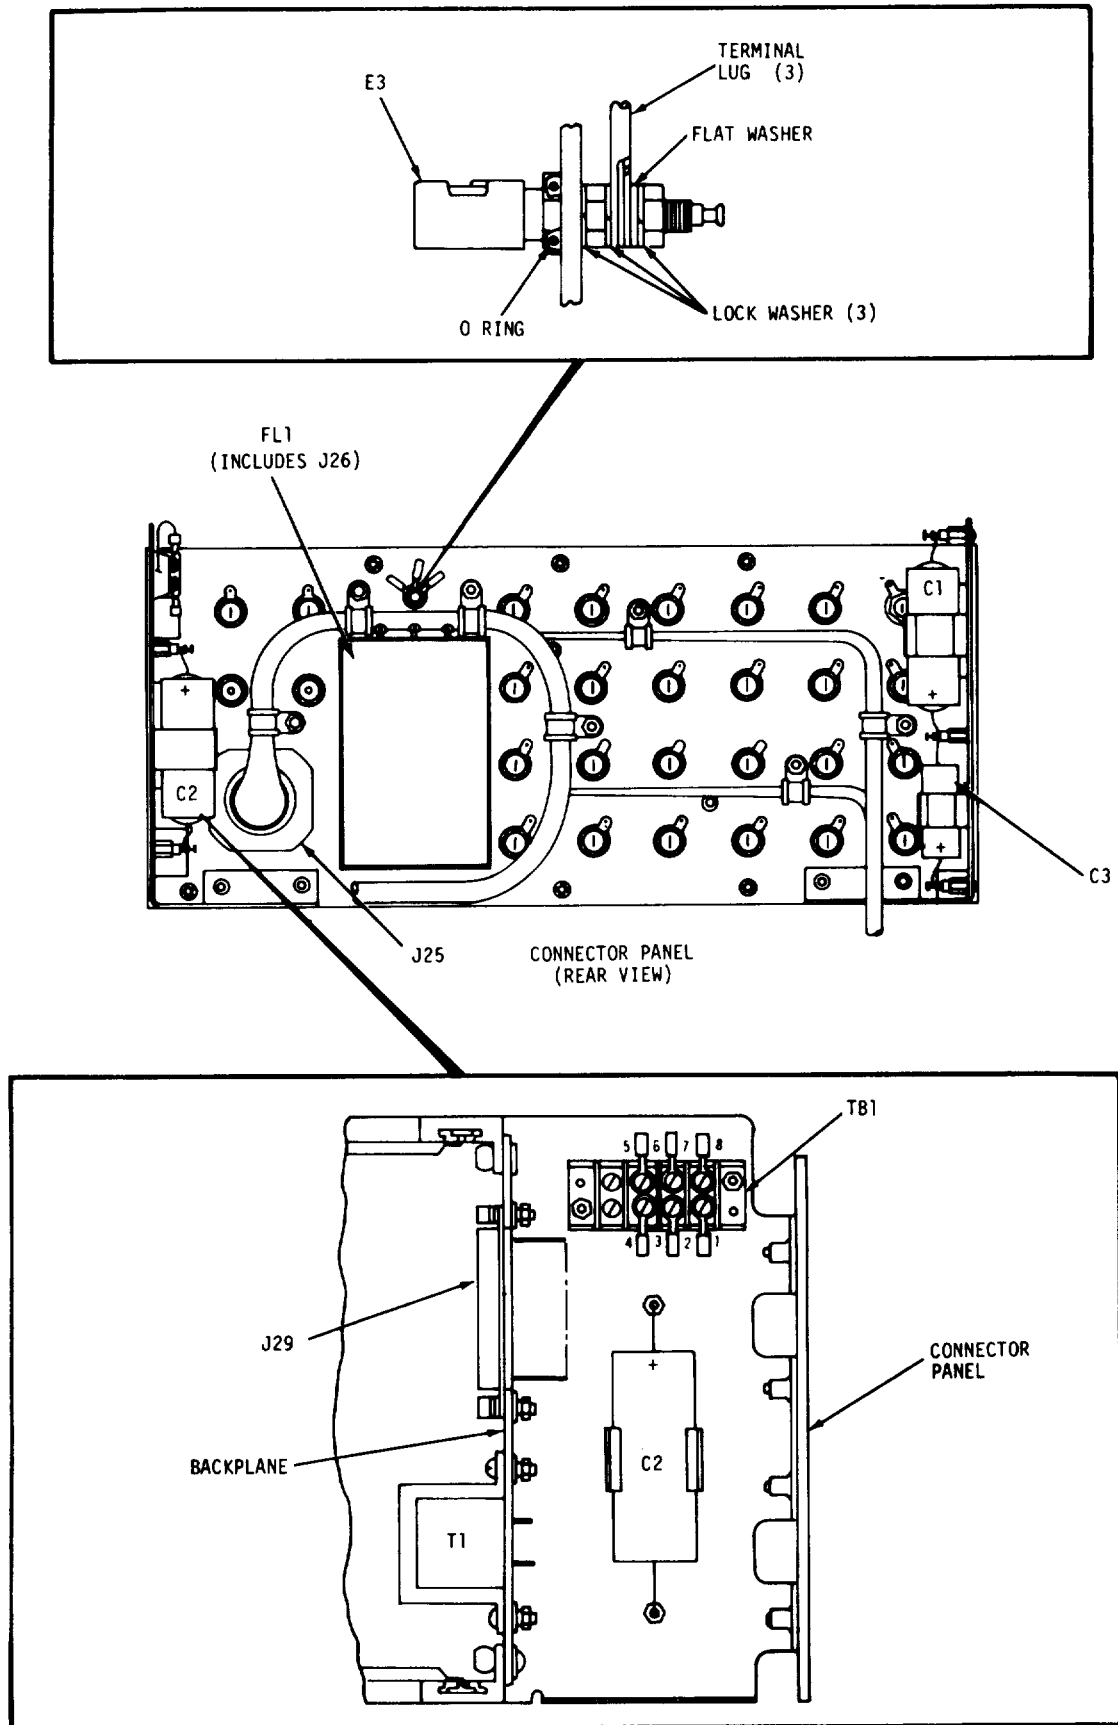 TERMINAL
LUG (3)
E3
FLAT WASHER
LOCK WASHER (3)
O RING
FL1
(INCLUDES J26)
C1
+
+
C2
+
C3
J25
CONNECTOR PANEL
(REAR VIEW)
TB1
5 6 7 8
4 3 2 1
J29
+
CONNECTOR
PANEL
BACKPLANE
C2
T1